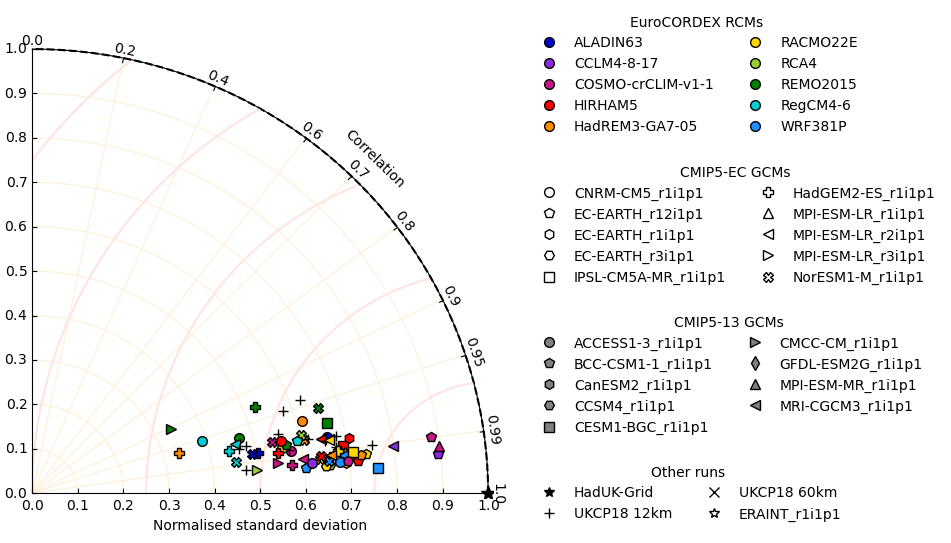 0.0
0.2
0.4
0.6
Correlation
0.7
0.8
0.9
0.95
0.99
1.0
1.0
0.9
0.8
0.7
0.6
0.5
0.4
0.3
0.2
0.1
0.0
0.0 0.1 0.2 0.3 0.4 0.5 0.6 0.7 0.8 0.9 1.0
Normalised standard deviation
EuroCORDEX RCMs
ALADIN63 RACMO22E
CCLM4-8-17 RCA4
COSMO-crCLIM-v1-1 REMO2015
HIRHAM5 RegCM4-6
HadREM3-GA7-05 WRF381P
CMIP5-EC GCMs
CNRM-CM5_r1i1p1 HadGEM2-ES_r1i1p1
EC-EARTH_r12i1p1 MPI-ESM-LR_r1i1p1
EC-EARTH_r1i1p1 MPI-ESM-LR_r2i1p1
EC-EARTH_r3i1p1 MPI-ESM-LR_r3i1p1
IPSL-CM5A-MR_r1i1p1 NorESM1-M_r1i1p1
CMIP5-13 GCMs
ACCESS1-3_r1i1p1 CMCC-CM_r1i1p1
BCC-CSM1-1_r1i1p1 GFDL-ESM2G_r1i1p1
CanESM2_r1i1p1 MPI-ESM-MR_r1i1p1
CCSM4_r1i1p1 MRI-CGCM3_r1i1p1
CESM1-BGC_r1i1p1
Other runs
HadUK-Grid UKCP18 60km
UKCP18 12km ERAINT_r1i1p1